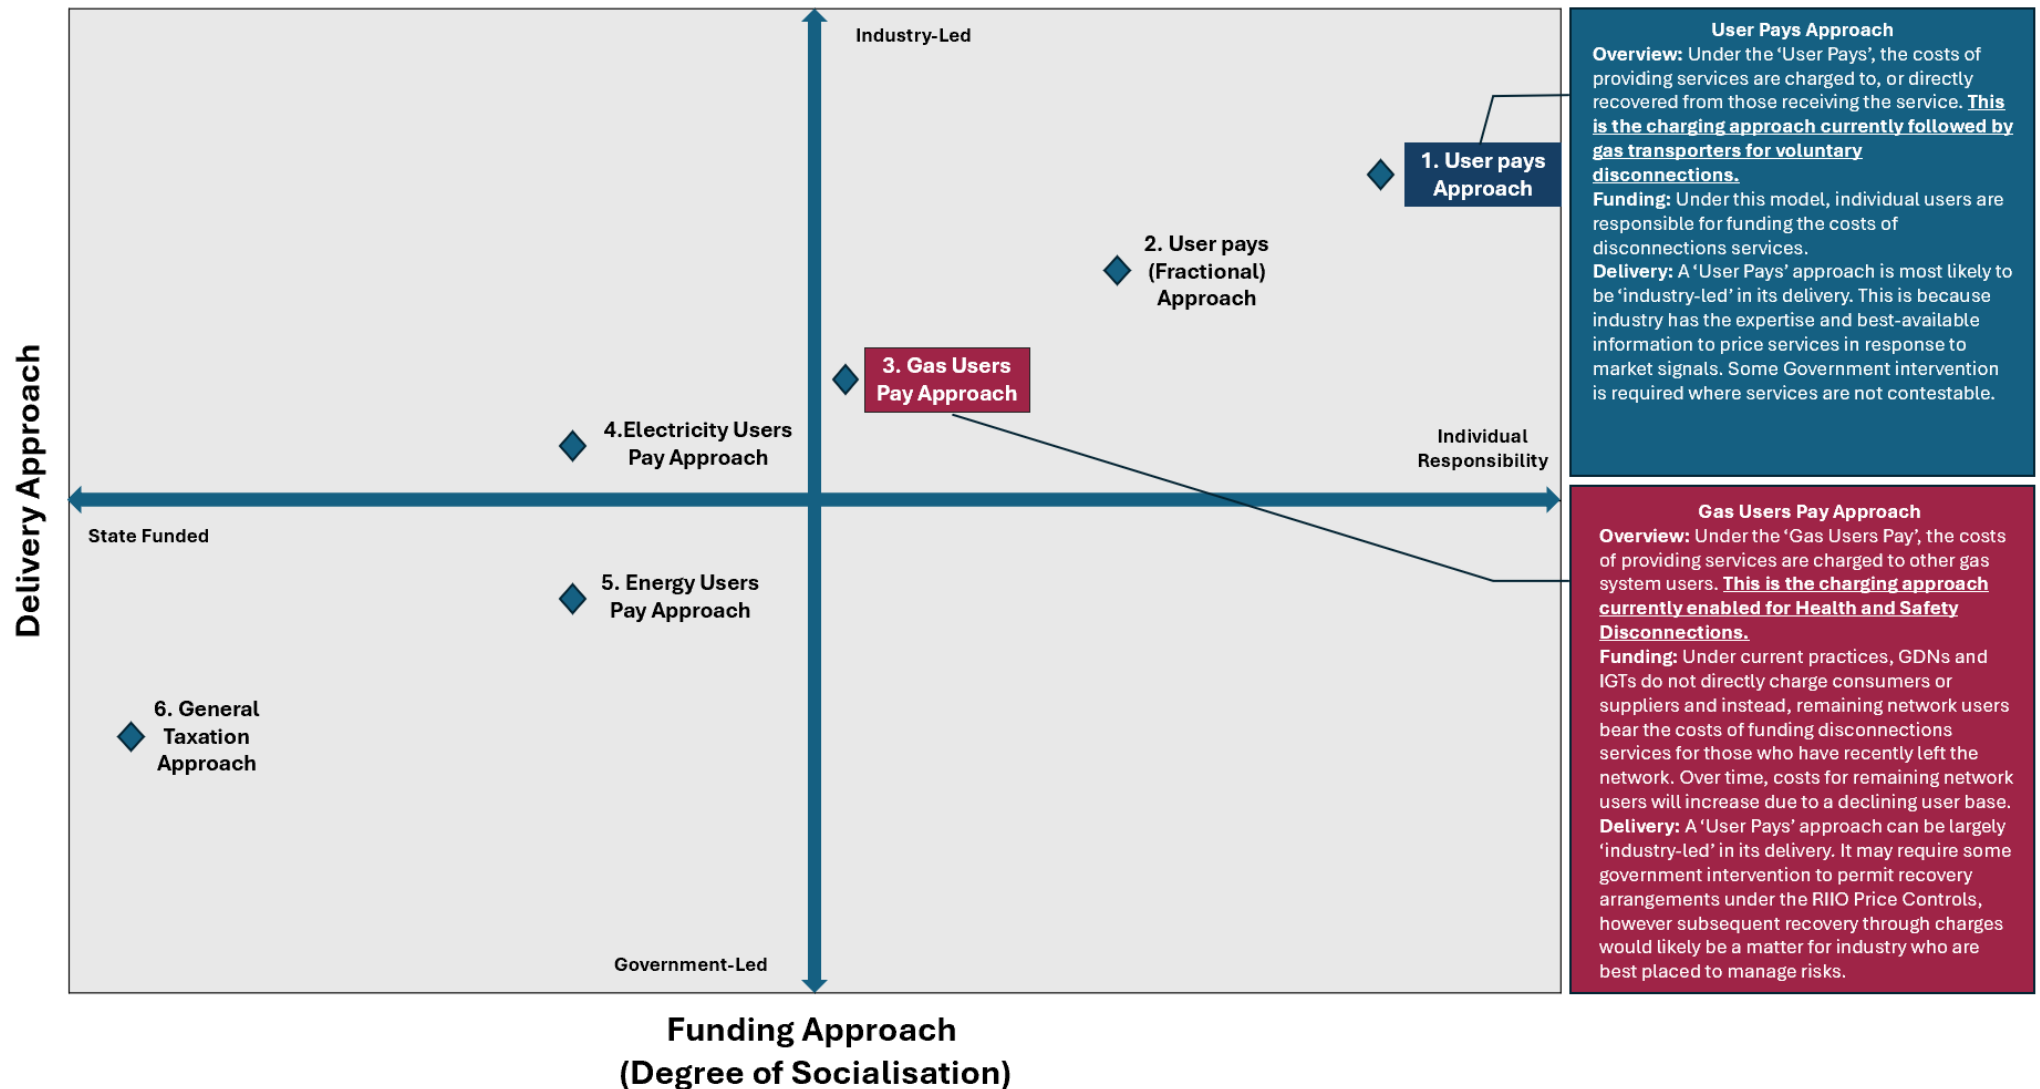 Industry-Led
1. User pays
Approach
2. User pays
(Fractional)
Approach
3. Gas Users
Pay Approach
4.Electricity Users
Pay Approach
Individual
Responsibility
State Funded
5. Energy Users
Pay Approach
6. General
Taxation
Approach
Government-Led
Delivery Approach
Funding Approach
(Degree of Socialisation)
User Pays Approach
Overview: Under the ‘User Pays’, the costs of
providing services are charged to, or directly
recovered from those receiving the service. This
is the charging approach currently followed by
gas transporters for voluntary
disconnections.
Funding: Under this model, individual users are
responsible for funding the costs of
disconnections services.
Delivery: A ‘User Pays’ approach is most likely to
be ‘industry-led’ in its delivery. This is because
industry has the expertise and best-available
information to price services in response to
market signals. Some Government intervention
is required where services are not contestable.
Gas Users Pay Approach
Overview: Under the ‘Gas Users Pay’, the costs
of providing services are charged to other gas
system users. This is the charging approach
currently enabled for Health and Safety
Disconnections.
Funding: Under current practices, GDNs and
IGTs do not directly charge consumers or
suppliers and instead, remaining network users
bear the costs of funding disconnections
services for those who have recently left the
network. Over time, costs for remaining network
users will increase due to a declining user base.
Delivery: A ‘User Pays’ approach can be largely
‘industry-led’ in its delivery. It may require some
government intervention to permit recovery
arrangements under the RIIO Price Controls,
however subsequent recovery through charges
would likely be a matter for industry who are
best placed to manage risks.